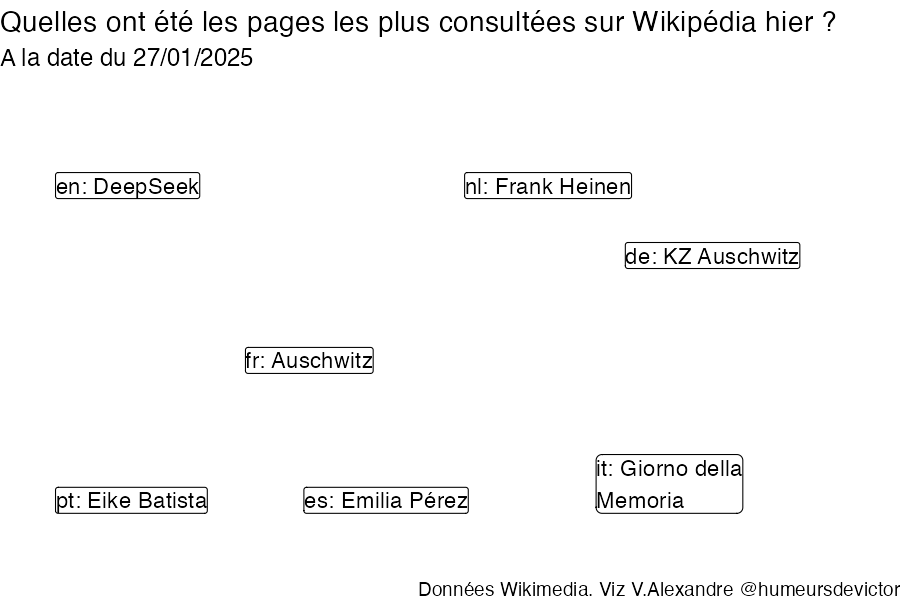 Quelles ont été les pages les plus consultées sur Wikipédia hier ?
A la date du 27/01/2025
en: DeepSeek
nl: Frank Heinen
de: KZ Auschwitz
fr: Auschwitz
it: Giorno della
Memoria
pt: Eike Batista
es: Emilia Pérez
Données Wikimedia. Viz V.Alexandre @humeursdevictor